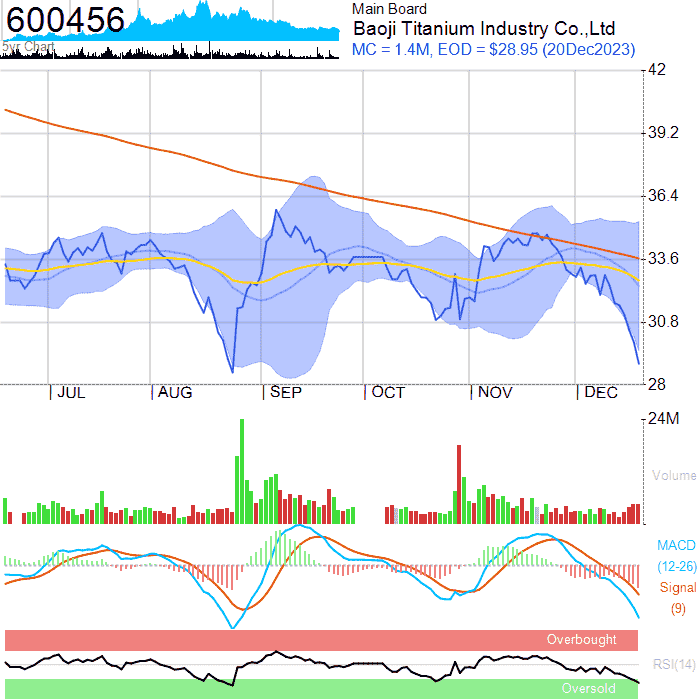 600456
5yr Chart
Main Board
Baoji Titanium Industry Co.,Ltd
MC = 1.4M, EOD = $28.95 (20Dec2023)
42
39.2
36.4
33.6
30.8
28
JUL AUG SEP OCT NOV DEC
24M
Volume
MACD
(12-26)
Signal
(9)
Overbought
RSI(14)
Oversold